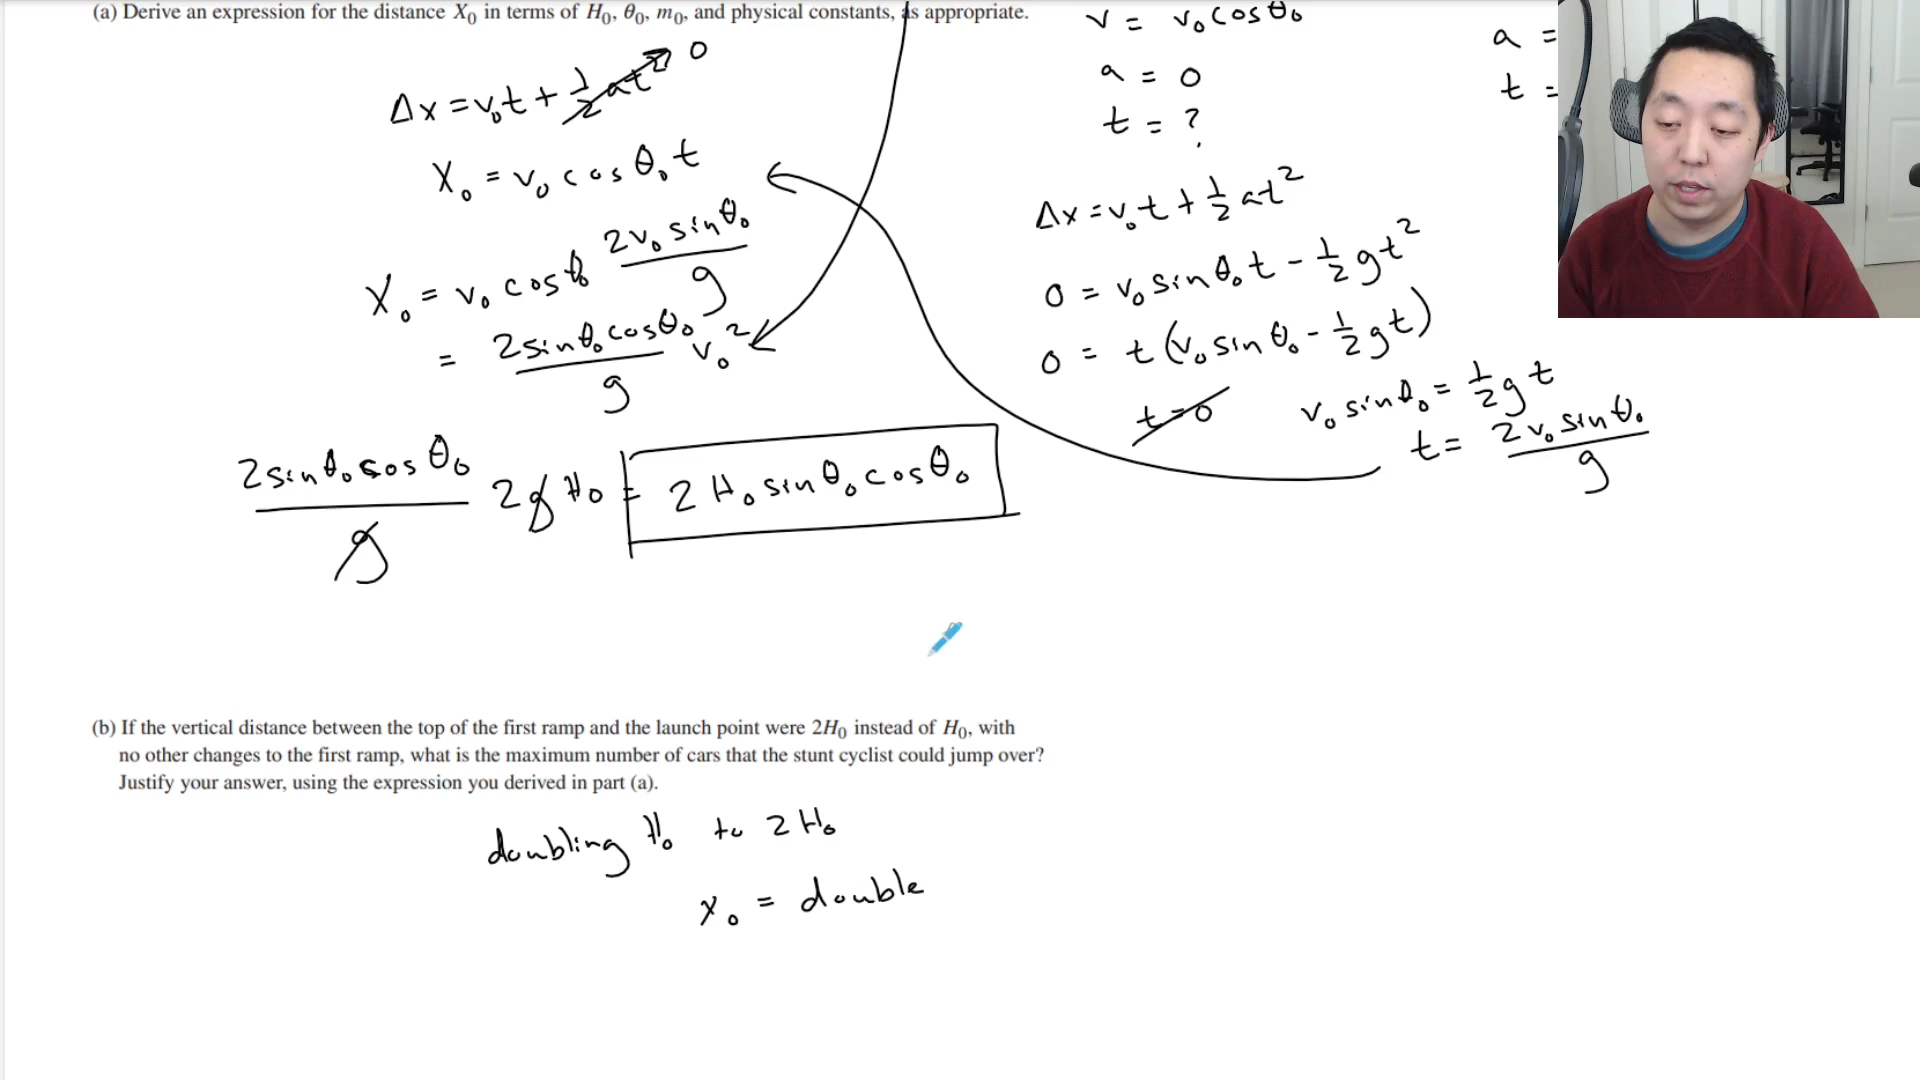 (a) Derive an expression for the distance X₀ in terms of H₀, θ₀, m₀, and physical constants, as appropriate.
Δx = v₀t + ½at² 0
X₀ = v₀ cos θ₀ t
X₀ = v₀ cos θ₀ 2v₀ sin θ₀ / g
= 2 sin θ₀ cos θ₀ / g v₀²
2 sin θ₀ cos θ₀ / g 2g H₀ = 2 H₀ sin θ₀ cos θ₀
v = v₀ cos θ₀
a = 0
t = ?
a =
t =
Δx = v₀t + ½at²
0 = v₀ sin θ₀ t - ½gt²
0 = t (v₀ sin θ₀ - ½gt)
t = 0
v₀ sin θ₀ = ½gt
t = 2v₀ sin θ₀ / g
(b) If the vertical distance between the top of the first ramp and the launch point were 2H₀ instead of H₀, with
no other changes to the first ramp, what is the maximum number of cars that the stunt cyclist could jump over?
Justify your answer, using the expression you derived in part (a).
doubling H₀ to 2H₀
x₀ = double